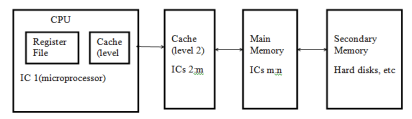 CPU
Register
File
Cache
(level
IC 1(microprocessor)
Cache
(level 2)
ICs 2:m
Main
Memory
ICs m:n
Secondary
Memory
Hard disks, etc